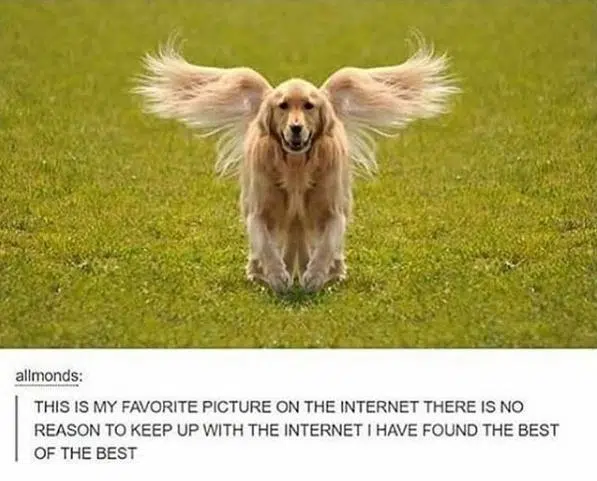 allmonds:
THIS IS MY FAVORITE PICTURE ON THE INTERNET THERE IS NO
REASON TO KEEP UP WITH THE INTERNET I HAVE FOUND THE BEST
OF THE BEST